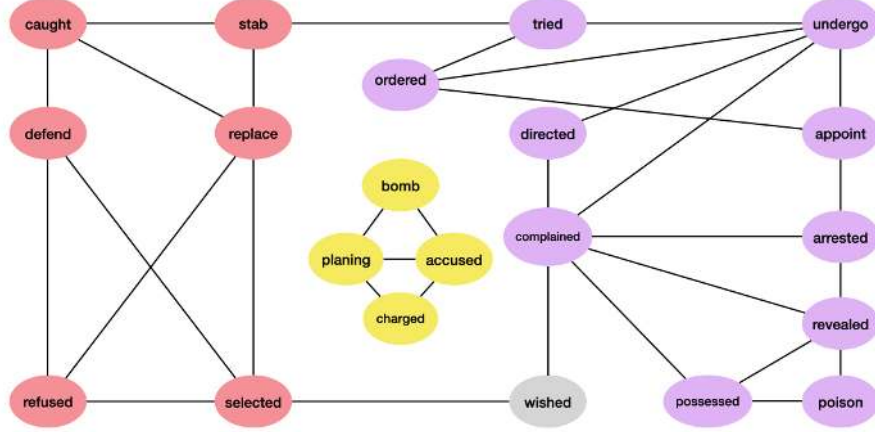 caught stab tried undergo
ordered
defend replace directed appoint
bomb
complained arrested
planing accused
charged revealed
refused selected wished possessed poison